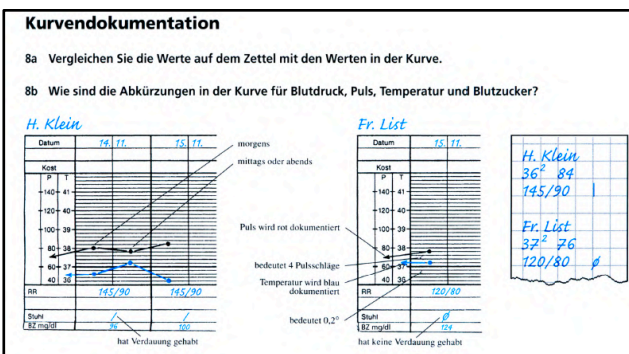 Kurvendokumentation
8a Vergleichen Sie die Werte auf dem Zettel mit den Werten in der Kurve.
8b Wie sind die Abkürzungen in der Kurve für Blutdruck, Puls, Temperatur und Blutzucker?
H. Klein
Datum 14. 11. 15. 11.
Kost
P T
140 41
120 40
100 39
80 38
60 37
40 36
RR 145/90 145/90
Stuhl / /
BZ mg/dl 96 100
hat Verdauung gehabt
morgens
mittags oder abends
Puls wird rot dokumentiert
bedeutet 4 Pulsschläge
Temperatur wird blau
dokumentiert
bedeutet 0,2°
Fr. List
Datum 15. 11.
Kost
P T
140 41
120 40
100 39
80 38
60 37
40 36
RR 120/80
Stuhl ø
BZ mg/dl 124
hat keine Verdauung gehabt
H. Klein
36² 84
145/90 |
Fr. List
37² 76
120/80 ø